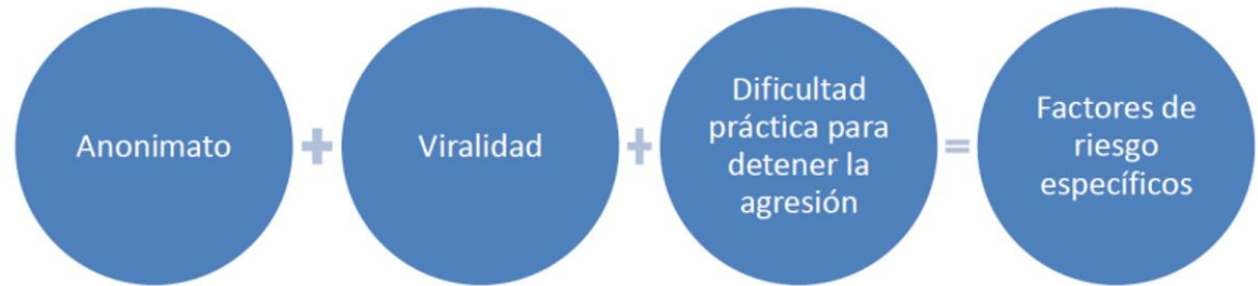 Anonimato
+
Viralidad
+
Dificultad
práctica para
detener la
agresión
=
Factores de
riesgo
específicos